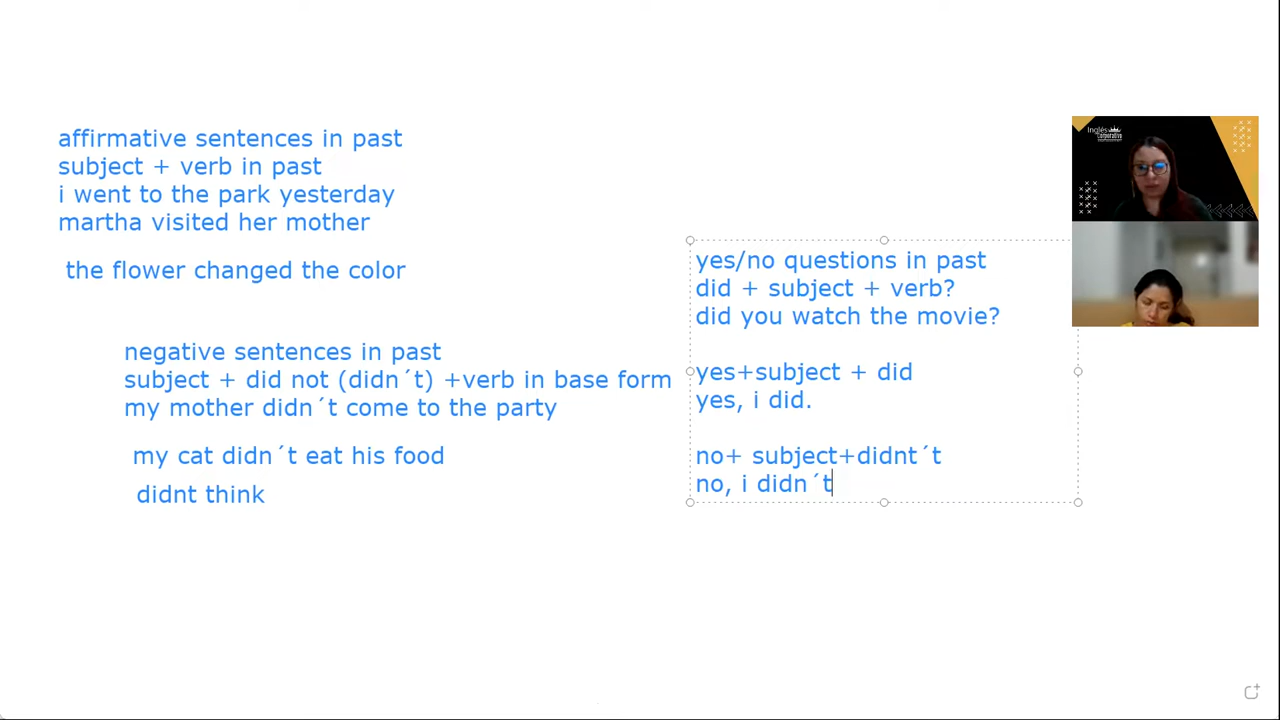 affirmative sentences in past
subject + verb in past
i went to the park yesterday
martha visited her mother
the flower changed the color
negative sentences in past
subject + did not (didn´t) +verb in base form
my mother didn´t come to the party
my cat didn´t eat his food
didnt think
yes/no questions in past
did + subject + verb?
did you watch the movie?
yes+subject + did
yes, i did.
no+ subject+didnt´t
no, i didn´t
Inglés
Corporativo